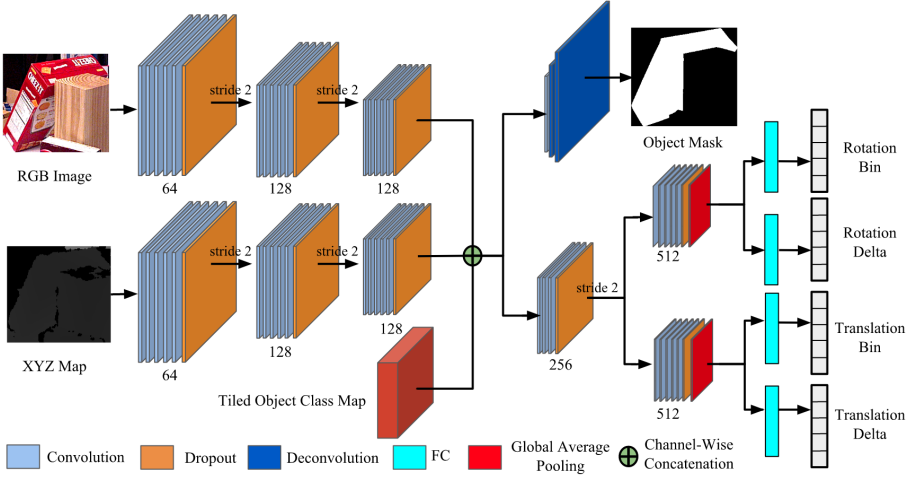 RGB Image
64
stride 2
128
stride 2
128
Object Mask
XYZ Map
64
stride 2
128
stride 2
128
Tiled Object Class Map
256
stride 2
512
512
Rotation
Bin
Rotation
Delta
Translation
Bin
Translation
Delta
Convolution
Dropout
Deconvolution
FC
Global Average
Pooling
Channel-Wise
Concatenation